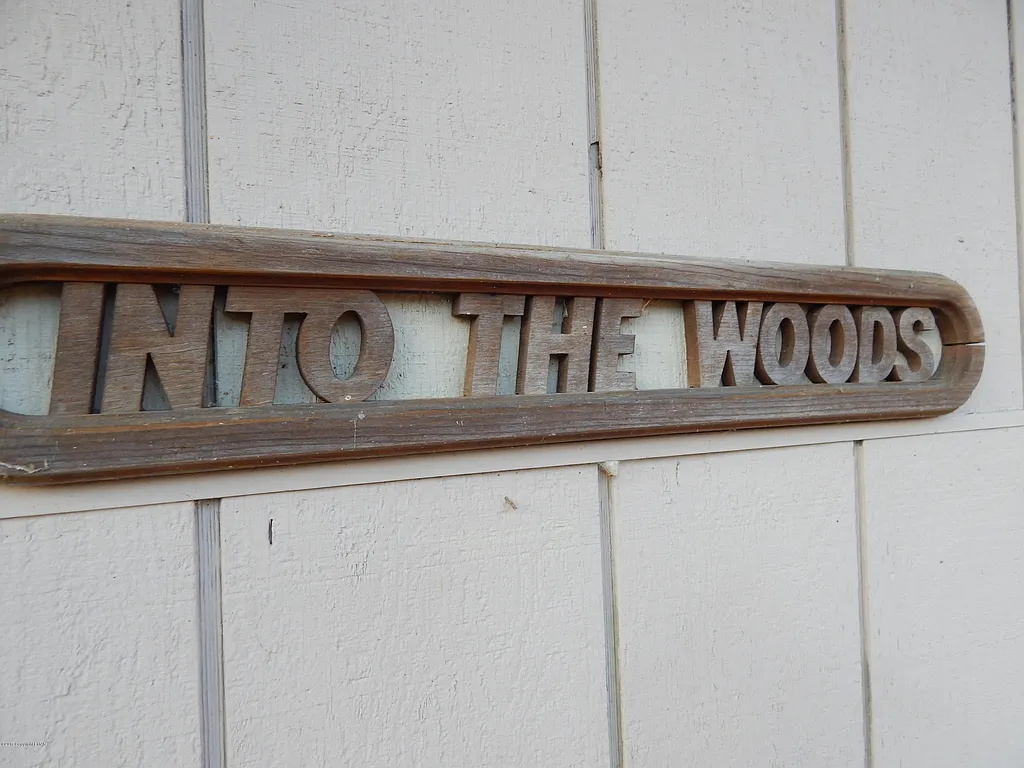 INTO THE WOODS